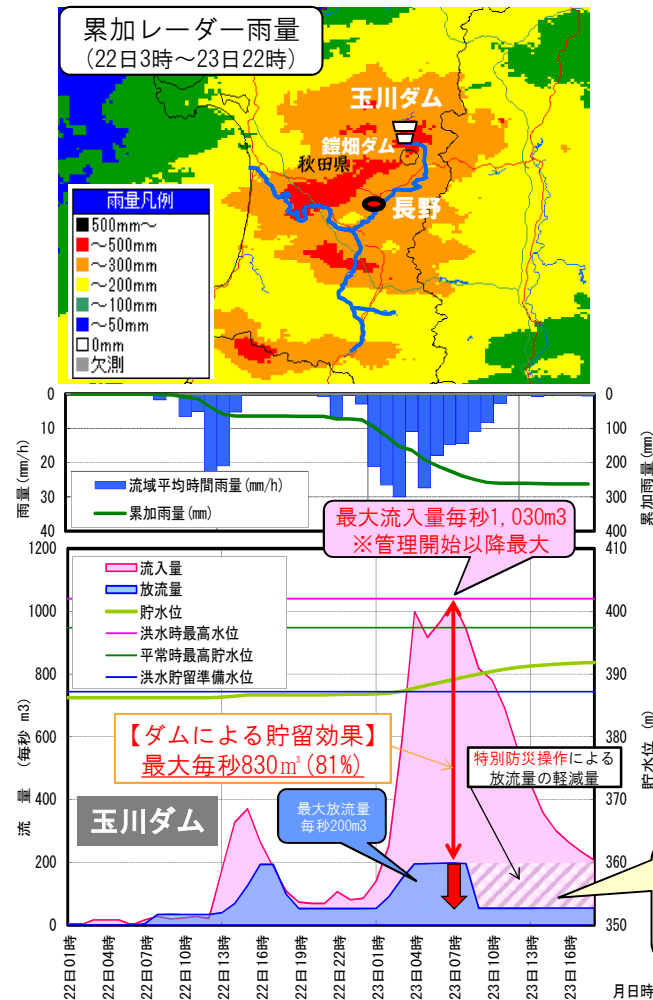 累加レーダー雨量
(22日3時～23日22時)
玉川ダム
鎧畑ダム
秋田県
長野
雨量凡例
500mm～
～500mm
～300mm
～200mm
～100mm
～50mm
0mm
欠測
0
10
20
30
40
雨量(mm/h)
0
100
200
300
400
累加雨量(mm)
流域平均時間雨量(mm/h)
累加雨量(mm)
最大流入量毎秒1,030m3
※管理開始以降最大
1200
1000
800
600
400
200
0
流　量　(毎秒 m3)
410
400
390
380
370
360
350
貯水位 (m)
流入量
放流量
貯水位
洪水時最高水位
平常時最高貯水位
洪水貯留準備水位
【ダムによる貯留効果】
最大毎秒830㎥(81%)
特別防災操作による
放流量の軽減量
玉川ダム
最大放流量
毎秒200m3
22日01時
22日04時
22日07時
22日10時
22日13時
22日16時
22日19時
22日22時
23日01時
23日04時
23日07時
23日10時
23日13時
23日16時
月日時